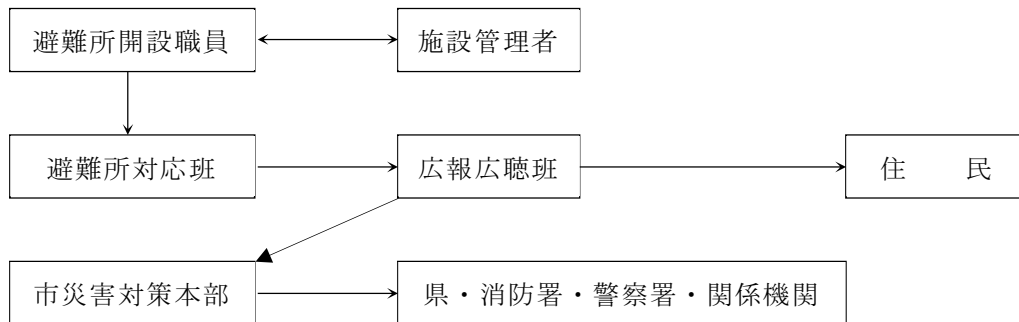 避難所開設職員
施設管理者
避難所対応班
広報広聴班
住　　民
市災害対策本部
県・消防署・警察署・関係機関